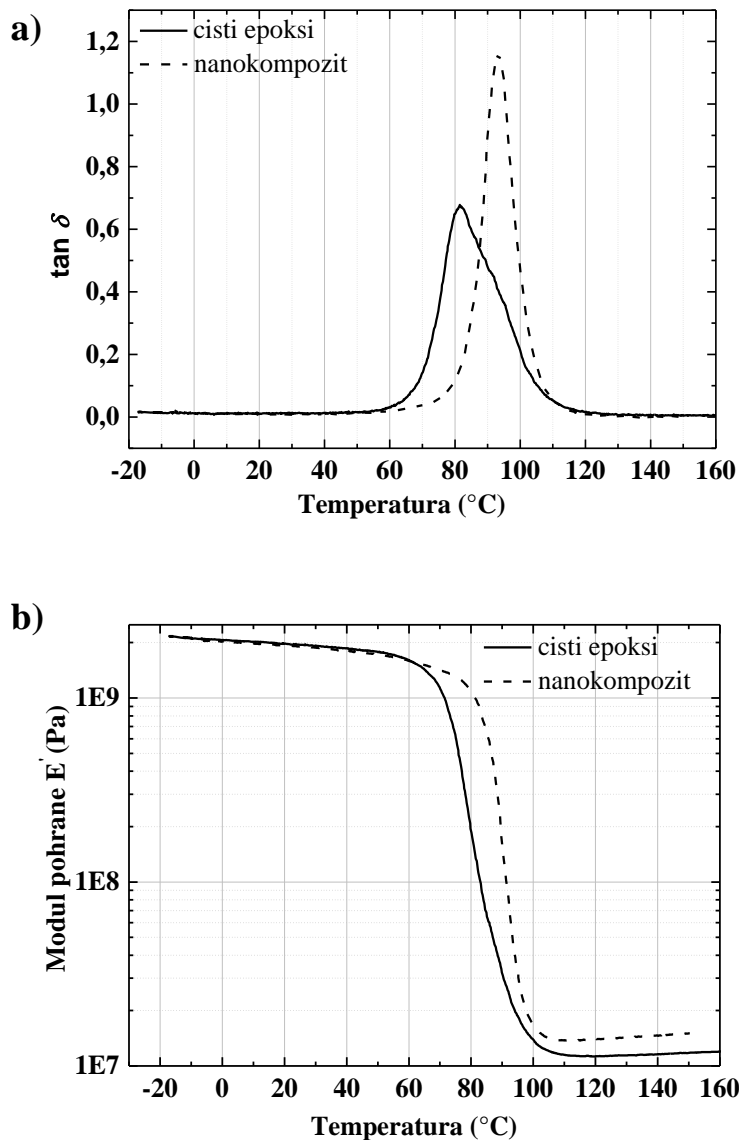 a)
cisti epoksi
nanokompozit
1,2
1,0
0,8
0,6
0,4
0,2
0,0
tan δ
-20 0 20 40 60 80 100 120 140 160
Temperatura (°C)
b)
cisti epoksi
nanokompozit
1E9
1E8
1E7
Modul pohrane E' (Pa)
-20 0 20 40 60 80 100 120 140 160
Temperatura (°C)